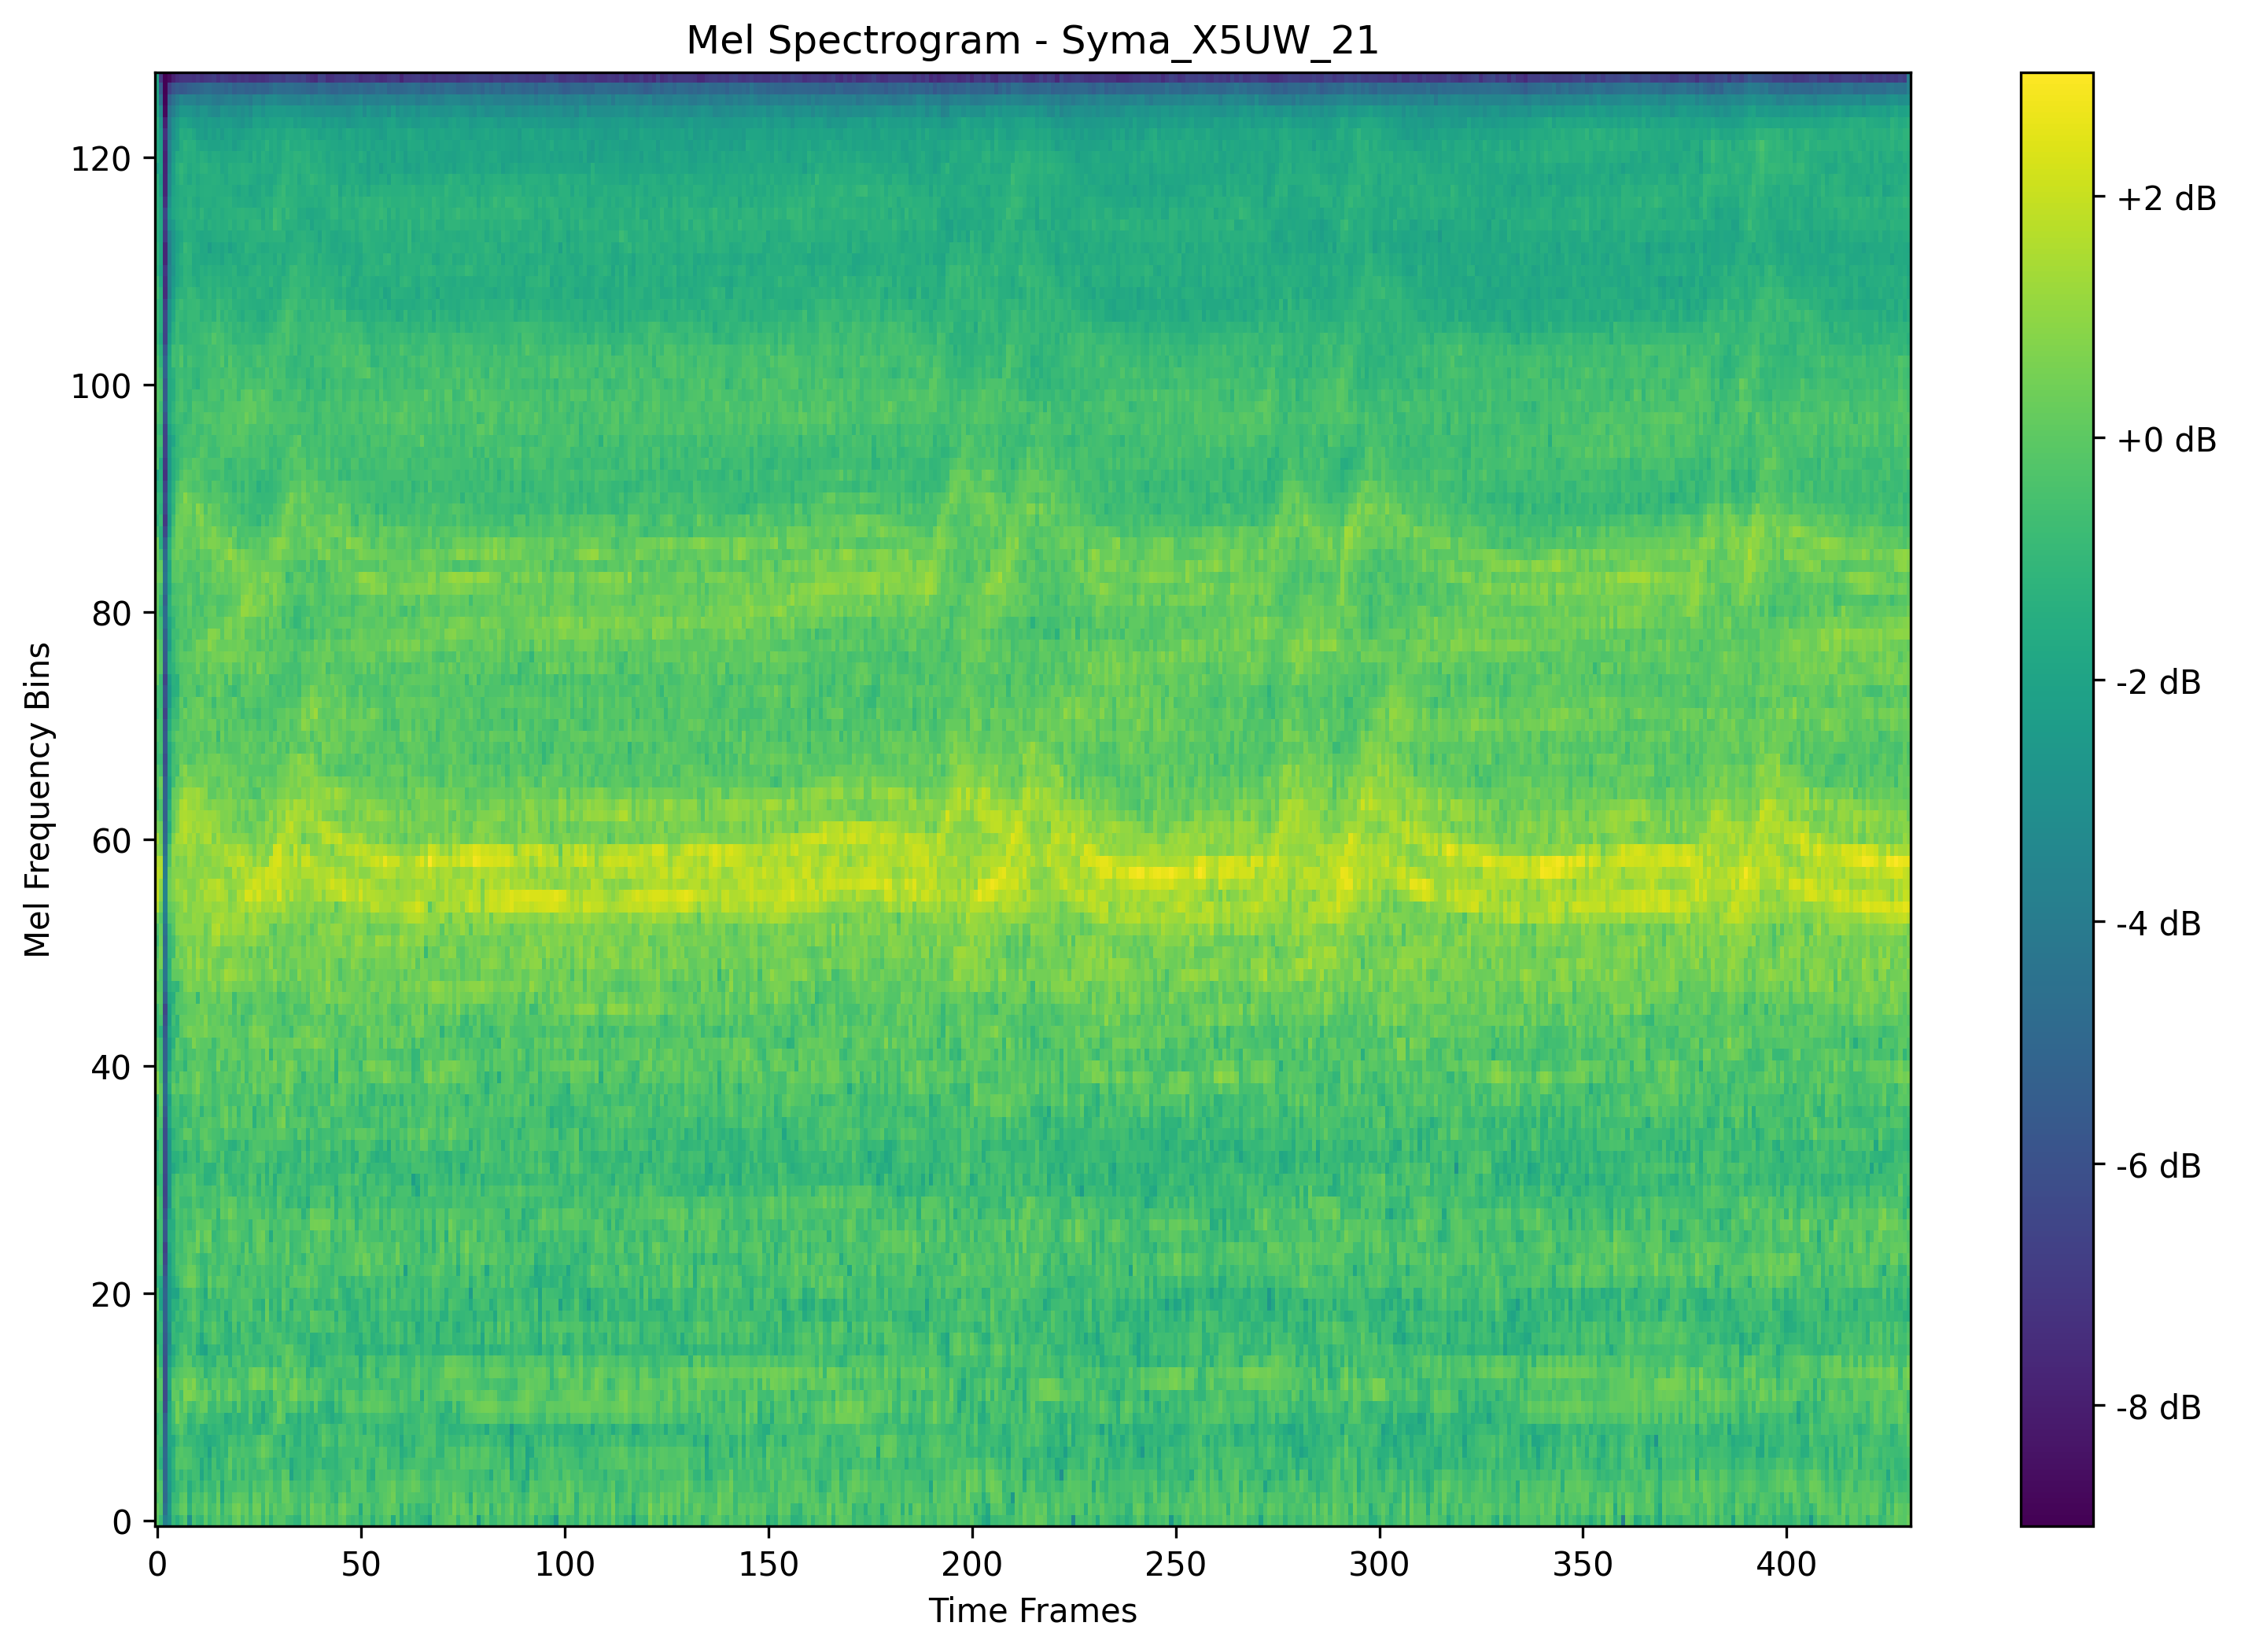 Mel Spectrogram - Syma_X5UW_21
Mel Frequency Bins
120
100
80
60
40
20
0
0 50 100 150 200 250 300 350 400
Time Frames
+2 dB
+0 dB
-2 dB
-4 dB
-6 dB
-8 dB